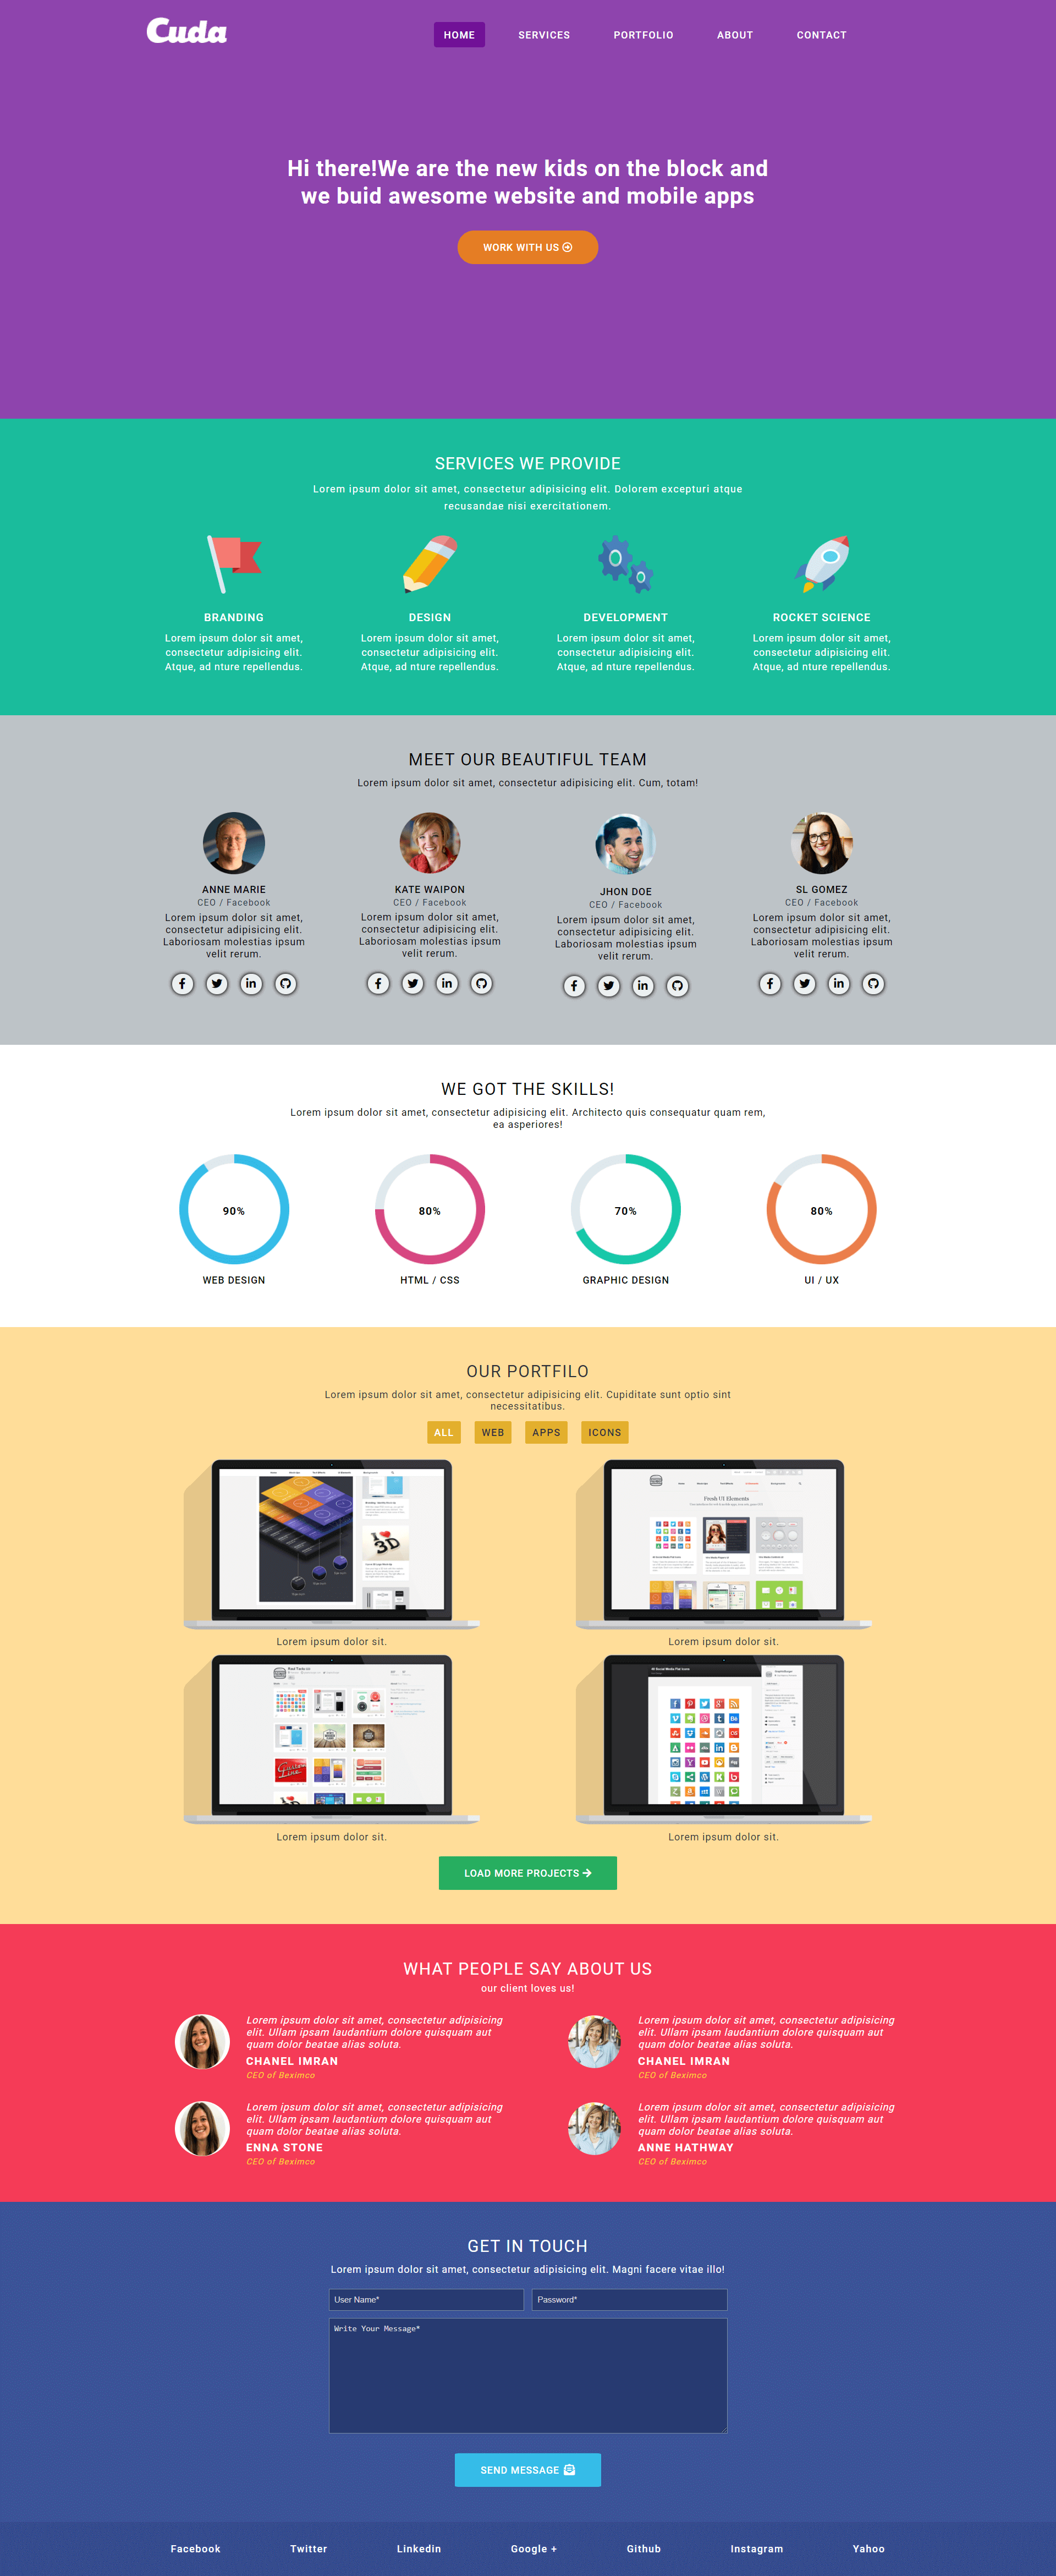 Cuda
HOME SERVICES PORTFOLIO ABOUT CONTACT
Hi there!We are the new kids on the block and
we buid awesome website and mobile apps
WORK WITH US
SERVICES WE PROVIDE
Lorem ipsum dolor sit amet, consectetur adipisicing elit. Dolorem excepturi atque
recusandae nisi exercitationem.
BRANDING
Lorem ipsum dolor sit amet,
consectetur adipisicing elit.
Atque, ad nture repellendus.
DESIGN
Lorem ipsum dolor sit amet,
consectetur adipisicing elit.
Atque, ad nture repellendus.
DEVELOPMENT
Lorem ipsum dolor sit amet,
consectetur adipisicing elit.
Atque, ad nture repellendus.
ROCKET SCIENCE
Lorem ipsum dolor sit amet,
consectetur adipisicing elit.
Atque, ad nture repellendus.
MEET OUR BEAUTIFUL TEAM
Lorem ipsum dolor sit amet, consectetur adipisicing elit. Cum, totam!
ANNE MARIE
CEO / Facebook
Lorem ipsum dolor sit amet,
consectetur adipisicing elit.
Laboriosam molestias ipsum
velit rerum.
KATE WAIPON
CEO / Facebook
Lorem ipsum dolor sit amet,
consectetur adipisicing elit.
Laboriosam molestias ipsum
velit rerum.
JHON DOE
CEO / Facebook
Lorem ipsum dolor sit amet,
consectetur adipisicing elit.
Laboriosam molestias ipsum
velit rerum.
SL GOMEZ
CEO / Facebook
Lorem ipsum dolor sit amet,
consectetur adipisicing elit.
Laboriosam molestias ipsum
velit rerum.
WE GOT THE SKILLS!
Lorem ipsum dolor sit amet, consectetur adipisicing elit. Architecto quis consequatur quam rem,
ea asperiores!
90%
WEB DESIGN
80%
HTML / CSS
70%
GRAPHIC DESIGN
80%
UI / UX
OUR PORTFILO
Lorem ipsum dolor sit amet, consectetur adipisicing elit. Cupiditate sunt optio sint
necessitatibus.
ALL WEB APPS ICONS
I
3D
Lorem ipsum dolor sit.
Fresh UI Elements
Lorem ipsum dolor sit.
Lorem ipsum dolor sit.
Lorem ipsum dolor sit.
LOAD MORE PROJECTS
WHAT PEOPLE SAY ABOUT US
our client loves us!
Lorem ipsum dolor sit amet, consectetur adipisicing
elit. Ullam ipsam laudantium dolore quisquam aut
quam dolor beatae alias soluta.
CHANEL IMRAN
CEO of Beximco
Lorem ipsum dolor sit amet, consectetur adipisicing
elit. Ullam ipsam laudantium dolore quisquam aut
quam dolor beatae alias soluta.
CHANEL IMRAN
CEO of Beximco
Lorem ipsum dolor sit amet, consectetur adipisicing
elit. Ullam ipsam laudantium dolore quisquam aut
quam dolor beatae alias soluta.
ENNA STONE
CEO of Beximco
Lorem ipsum dolor sit amet, consectetur adipisicing
elit. Ullam ipsam laudantium dolore quisquam aut
quam dolor beatae alias soluta.
ANNE HATHWAY
CEO of Beximco
GET IN TOUCH
Lorem ipsum dolor sit amet, consectetur adipisicing elit. Magni facere vitae illo!
User Name*
Password*
Write Your Message*
SEND MESSAGE
Facebook Twitter Linkedin Google + Github Instagram Yahoo